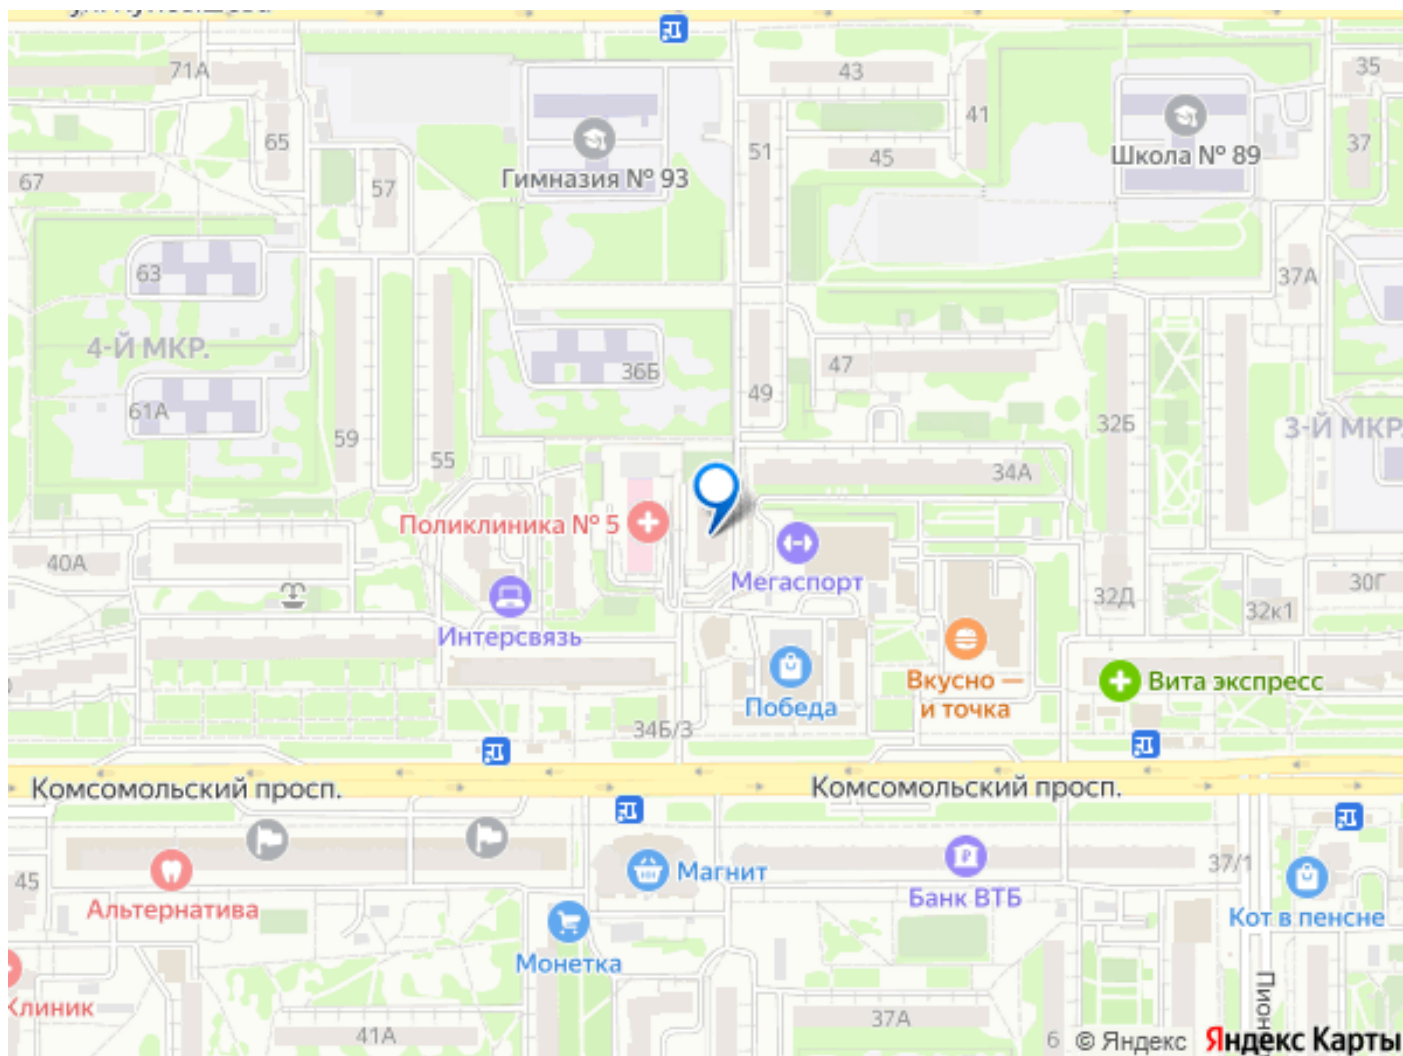 71А
43
35
65
41
51
45
37
Гимназия № 93
Школа № 89
67
57
63
37А
4-Й МКР.
36Б
47
61А
49
59
32Б
3-Й МКР.
55
34А
Поликлиника № 5
40А
Мегаспорт
30Г
32Д
32к1
Интерсвязь
Вкусно —
и точка
Вита экспресс
Победа
34Б/3
Комсомольский просп.
Комсомольский просп.
45
Альтернатива
Магнит
Банк ВТБ
37/1
Кот в пенсне
Монетка
Клиник
41А
37А
6
© Яндекс
Яндекс Карты